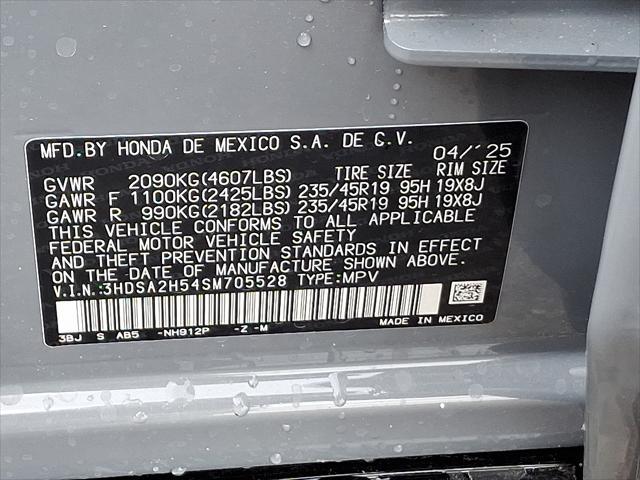 MFD.BY HONDA DE MEXICO S.A. DE C.V. 04/'25
GVWR 2090KG(4607LBS) TIRE SIZE RIM SIZE
GAWR F 1100KG(2425LBS) 235/45R19 95H 19X8J
GAWR R 990KG(2182LBS) 235/45R19 95H 19X8J
THIS VEHICLE CONFORMS TO ALL APPLICABLE
FEDERAL MOTOR VEHICLE SAFETY
AND THEFT PREVENTION STANDARDS IN EFFECT
ON THE DATE OF MANUFACTURE SHOWN ABOVE.
V.I.N.:3HDSA2H54SM705528 TYPE:MPV
3BJ S AB5 -NH912P -Z -M MADE IN MEXICO